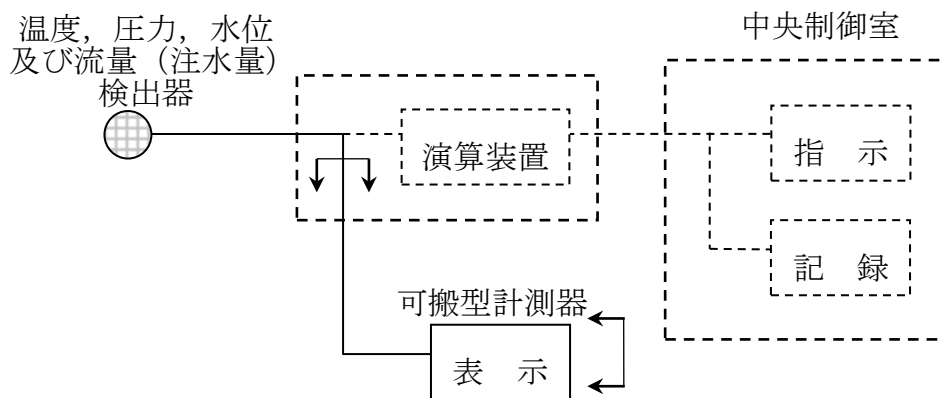 温度，圧力，水位
及び流量（注水量）
検出器
中央制御室
演算装置
指　示
記　録
可搬型計測器
表　示